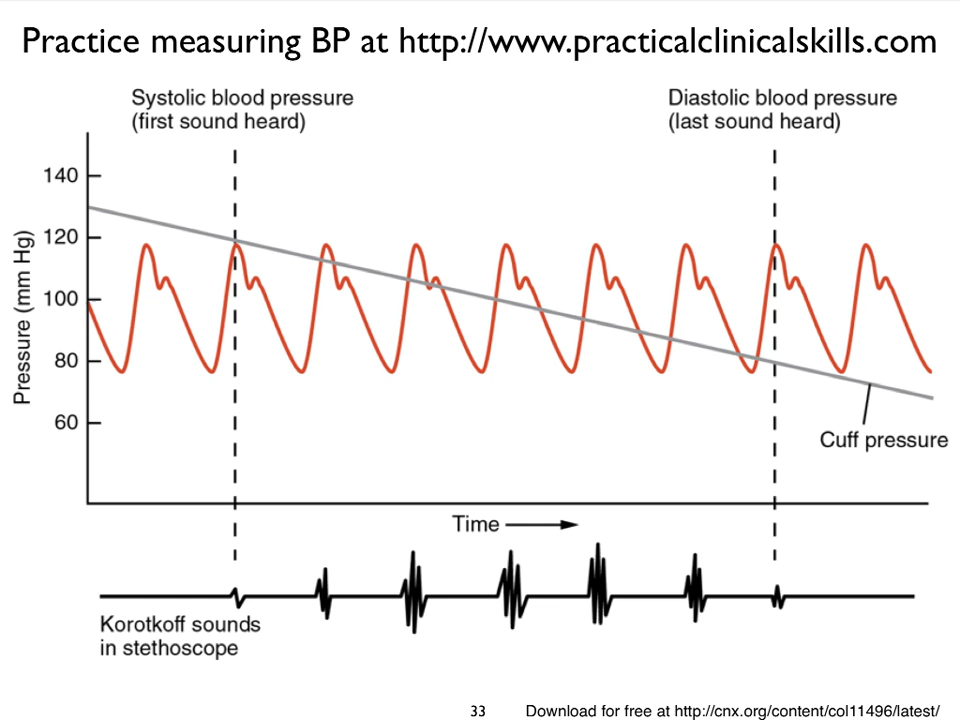 Practice measuring BP at http://www.practicalclinicalskills.com
Systolic blood pressure
(first sound heard)
Diastolic blood pressure
(last sound heard)
Pressure (mm Hg)
140
120
100
80
60
Cuff pressure
Time
Korotkoff sounds
in stethoscope
33
Download for free at http://cnx.org/content/col11496/latest/